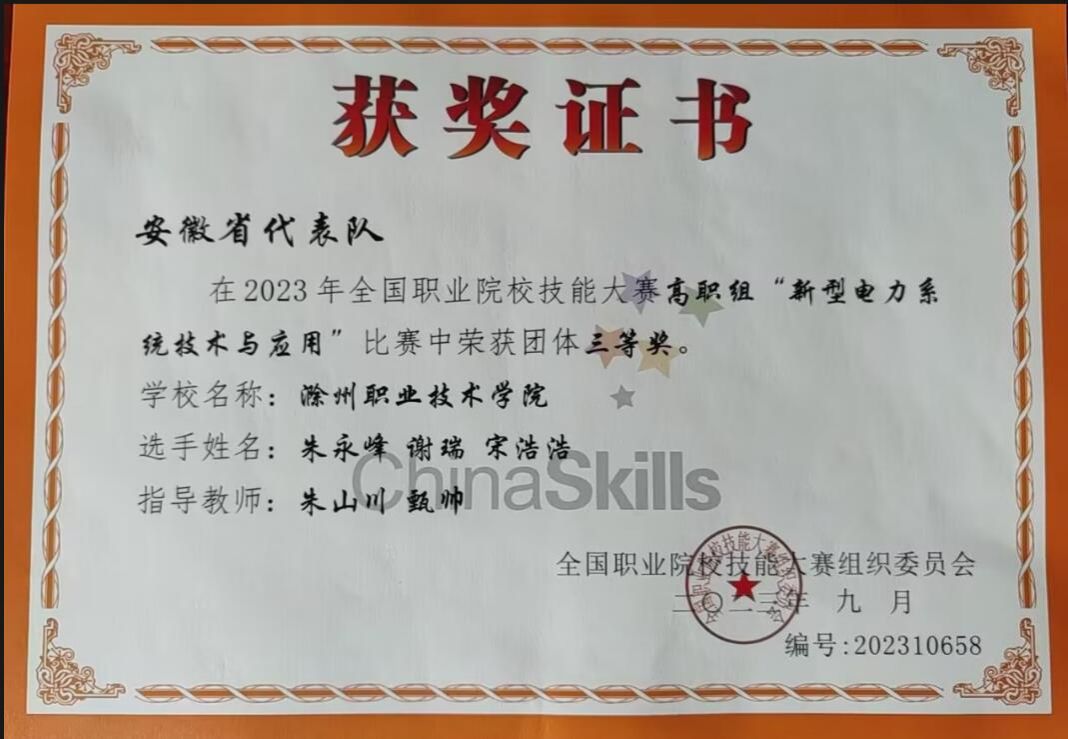 获奖证书
安徽省代表队
在2023年全国职业院校技能大赛高职组“新型电力系
统技术与应用”比赛中荣获团体三等奖。
学校名称：滁州职业技术学院
选手姓名：朱永峰 谢瑞 宋浩浩
指导教师：朱山川 甄帅
ChinaSkills
全国职业院校技能大赛组织委员会
二〇二三年 九 月
编号:202310658